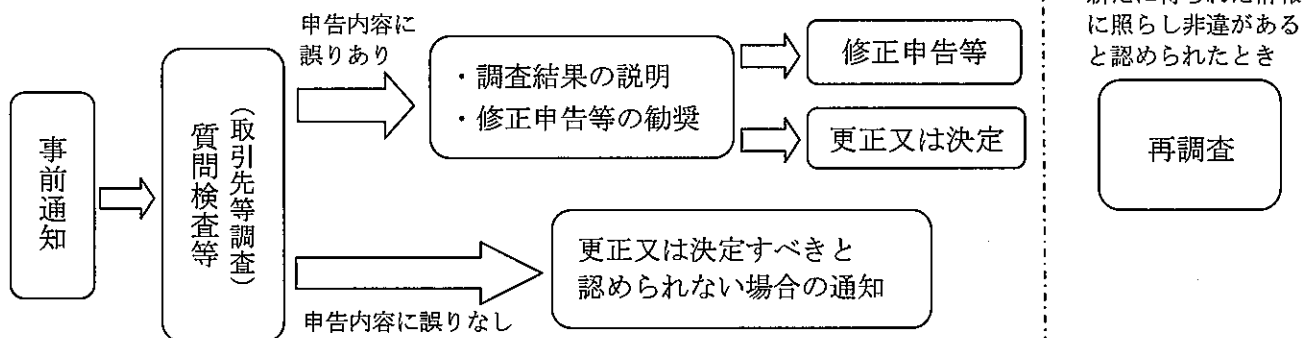 事前通知
質問検査等
（取引先等調査）
申告内容に
誤りあり
・調査結果の説明
・修正申告等の勧奨
修正申告等
更正又は決定
申告内容に誤りなし
更正又は決定すべきと
認められない場合の通知
に照らし非違がある
と認められたとき
再調査